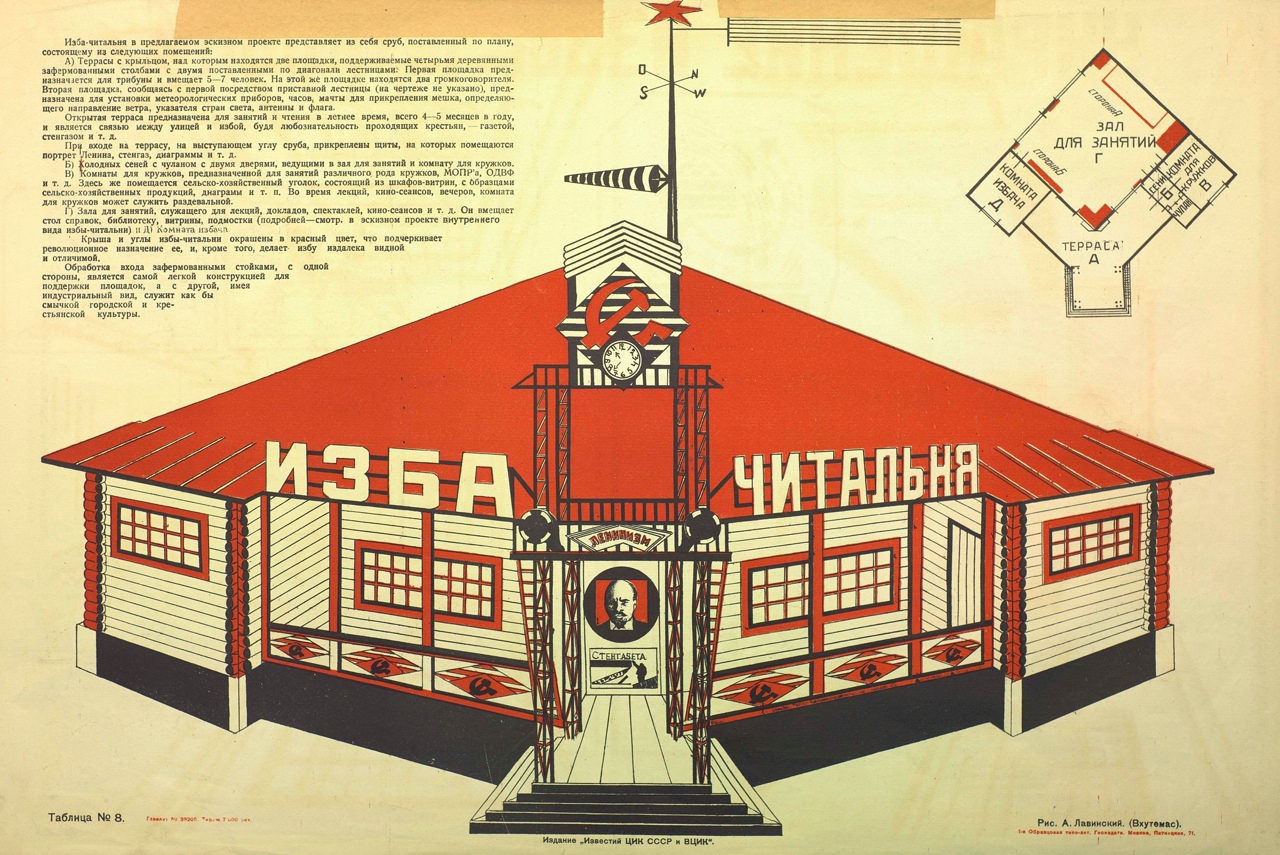 Изба-читальня в предлагаемом эскизном проекте представляет из себя сруб, поставленный по плану,
состоящему из следующих помещений:
А) Террасы с крыльцом, над которым находятся две площадки, поддерживаемые четырьмя деревянными
зафермованными столбами с двумя поставленными по диагонали лестницами: Первая площадка пред-
назначается для трибуны и вмещает 5—7 человек. На этой же площадке находятся два громкоговорителя.
Вторая площадка, сообщаясь с первой посредством приставной лестницы (на чертеже не указано), пред-
назначена для установки метеорологических приборов, часов, мачты для прикрепления мешка, определяю-
щего направление ветра, указателя стран света, антенны и флага.
Открытая терраса предназначена для занятий и чтения в летнее время, всего 4—5 месяцев в году,
и является связью между улицей и избой, будя любознательность проходящих крестьян,— газетой,
стенгазом и т. д.
При входе на террасу, на выступающем углу сруба, прикреплены щиты, на которых помещаются
портрет Ленина, стенгаз, диаграммы и т. д.
Б) Холодных сеней с чуланом с двумя дверями, ведущими в зал для занятий и комнату для кружков.
В) Комнаты для кружков, предназначенной для занятий различного рода кружков, МОПР'а, ОДВФ
и т. д. Здесь же помещается сельско-хозяйственный уголок, состоящий из шкафов-витрин, с образцами
сельско-хозяйственных продукций, диаграмы и т. п. Во время лекций, кино-сеансов, вечеров, комната
для кружков может служить раздевальной.
Г) Зала для занятий, служащего для лекций, докладов, спектаклей, кино-сеансов и т. д. Он вмещает
стол справок, библиотеку, витрины, подмостки (подробней—смотр. в эскизном проекте внутреннего
вида избы-читальни) и Д) Комната избача.
Крыша и углы избы-читальни окрашены в красный цвет, что подчеркивает
революционное назначение ее, и, кроме того, делает избу издалека видной
и отличимой.
Обработка входа зафермованными стойками, с одной
стороны, является самой легкой конструкцией для
поддержки площадок, а с другой, имея
индустриальный вид, служит как бы
смычкой городской и кре-
стьянской культуры.
O N
S W
СТОРОНА
ЗАЛ
ДЛЯ ЗАНЯТИЙ
Г
СТОРОНА
КОМНАТА
ИЗБАЧА
Д
СЕНИ
Б
ЧУЛАН
КОМНАТА
ДЛЯ
КРУЖКОВ
В
ТЕРРАСА
А
ИЗБА ЧИТАЛЬНЯ
ЛЕНИНИЗМ
СТЕНГАЗЕТА
Таблица № 8.
Издание „Известий ЦИК СССР и ВЦИК“.
Рис. А. Лавинский. (Вхутемас).
1-я Образцовая типо-лит. Госиздата. Москва, Пятницкая, 71.